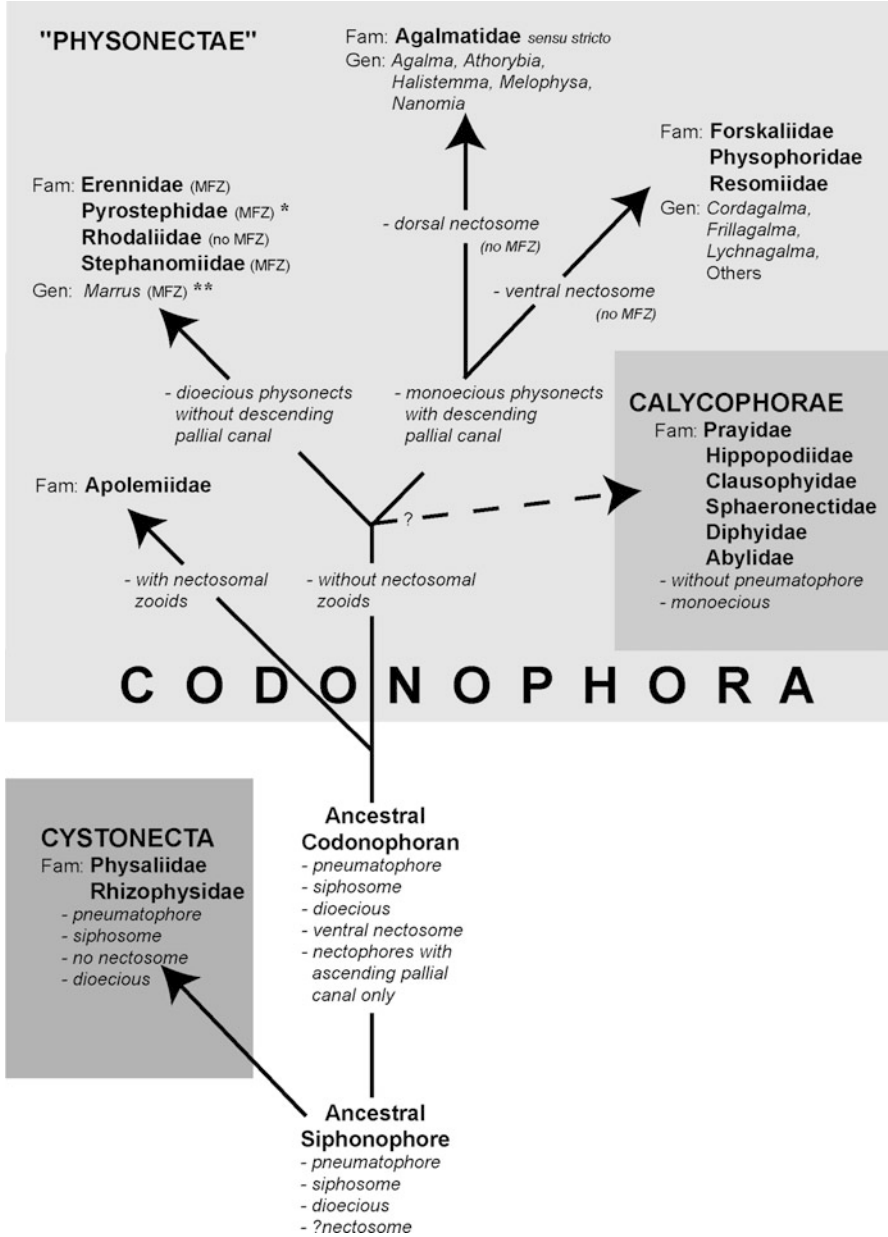 "PHYSONECTAE"
Fam: Agalmatidae sensu stricto
Gen: Agalma, Athorybia,
Halistemma, Melophysa,
Nanomia
Fam: Forskaliidae
Physophoridae
Resomiidae
Gen: Cordagalma,
Frillagalma,
Lychnagalma,
Others
Fam: Erennidae (MFZ)
Pyrostephidae (MFZ) *
Rhodaliidae (no MFZ)
Stephanomiidae (MFZ)
Gen: Marrus (MFZ) **
- dorsal nectosome
(no MFZ)
- ventral nectosome
(no MFZ)
- dioecious physonects
without descending
pallial canal
- monoecious physonects
with descending
pallial canal
CALYCOPHORAE
Fam: Prayidae
Hippopodiidae
Clausophyidae
Sphaeronectidae
Diphyidae
Abylidae
- without pneumatophore
- monoecious
Fam: Apolemiidae
?
- with nectosomal
zooids
- without nectosomal
zooids
CODONOPHORA
CYSTONECTA
Fam: Physaliidae
Rhizophysidae
- pneumatophore
- siphosome
- no nectosome
- dioecious
Ancestral
Codonophoran
- pneumatophore
- siphosome
- dioecious
- ventral nectosome
- nectophores with
ascending pallial
canal only
Ancestral
Siphonophore
- pneumatophore
- siphosome
- dioecious
- ?nectosome